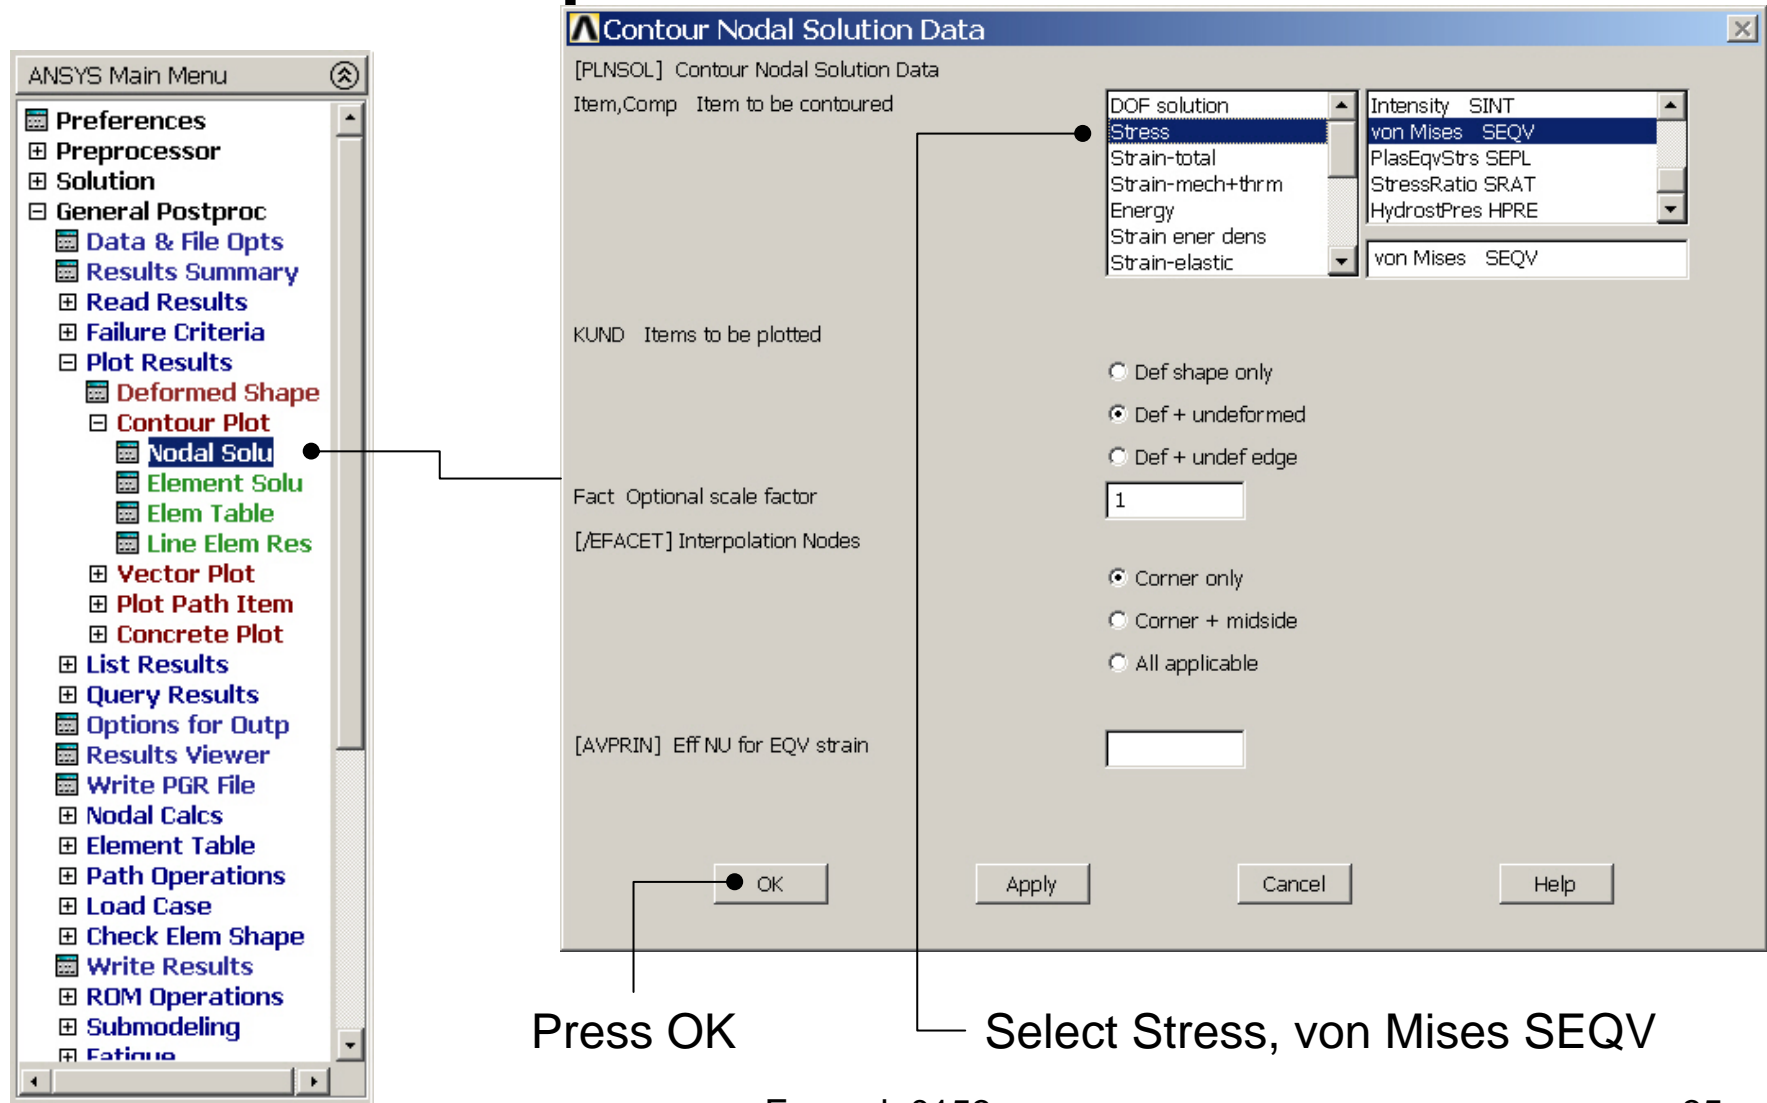 Contour Nodal Solution Data
ANSYS Main Menu
Preferences
Preprocessor
Solution
General Postproc
Data & File Opts
Results Summary
Read Results
Failure Criteria
Plot Results
Deformed Shape
Contour Plot
Nodal Solu
Element Solu
Elem Table
Line Elem Res
Vector Plot
Plot Path Item
Concrete Plot
List Results
Query Results
Options for Outp
Results Viewer
Write PGR File
Nodal Calcs
Element Table
Path Operations
Load Case
Check Elem Shape
Write Results
ROM Operations
Submodeling
Fatigue
[PLNSOL] Contour Nodal Solution Data
Item,Comp Item to be contoured
DOF solution
Stress
Strain-total
Strain-mech+thrm
Energy
Strain ener dens
Strain-elastic
Intensity SINT
von Mises SEQV
PlasEqvStrs SEPL
StressRatio SRAT
HydrostPres HPRE
von Mises SEQV
KUND Items to be plotted
Def shape only
Def + undeformed
Def + undef edge
Fact Optional scale factor
1
[/EFACET] Interpolation Nodes
Corner only
Corner + midside
All applicable
[AVPRIN] Eff NU for EQV strain
OK
Apply
Cancel
Help
Press OK
Select Stress, von Mises SEQV